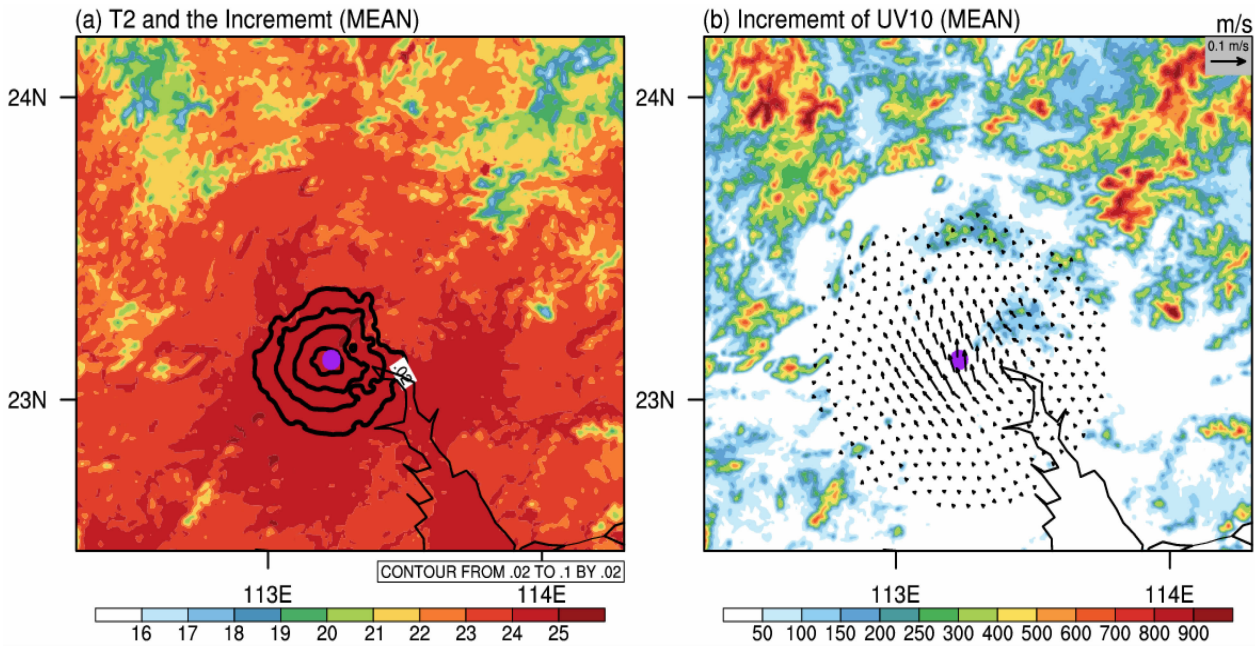 (a) T2 and the Increment (MEAN)
(b) Incrememt of UV10 (MEAN)
m/s
0.1 m/s
24N
23N
.02
CONTOUR FROM .02 TO .1 BY .02
113E
114E
16 17 18 19 20 21 22 23 24 25
24N
23N
113E
114E
50 100 150 200 250 300 400 500 600 700 800 900